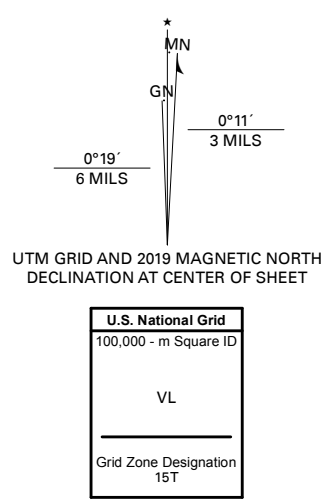 ★
MN
GN
0°11´
3 MILS
0°19´
6 MILS
UTM GRID AND 2019 MAGNETIC NORTH
DECLINATION AT CENTER OF SHEET
U.S. National Grid
100,000 - m Square ID
VL
Grid Zone Designation
15T